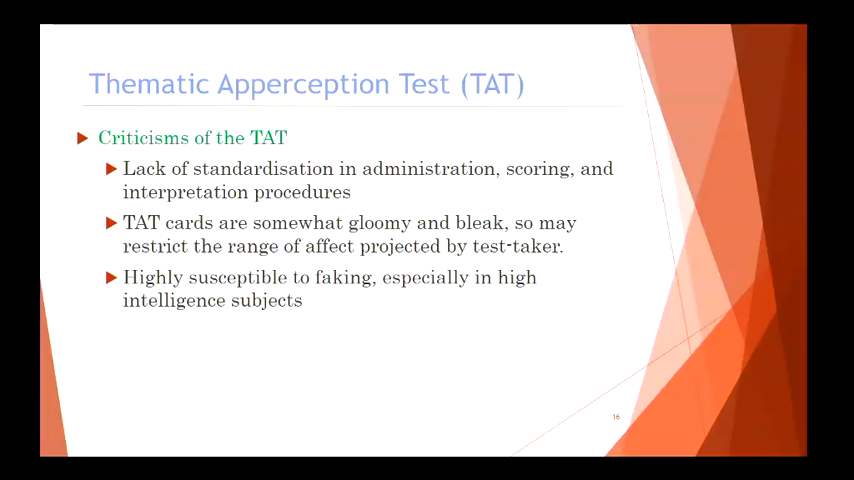 Thematic Apperception Test (TAT)
Criticisms of the TAT
Lack of standardisation in administration, scoring, and
interpretation procedures
TAT cards are somewhat gloomy and bleak, so may
restrict the range of affect projected by test-taker.
Highly susceptible to faking, especially in high
intelligence subjects
16